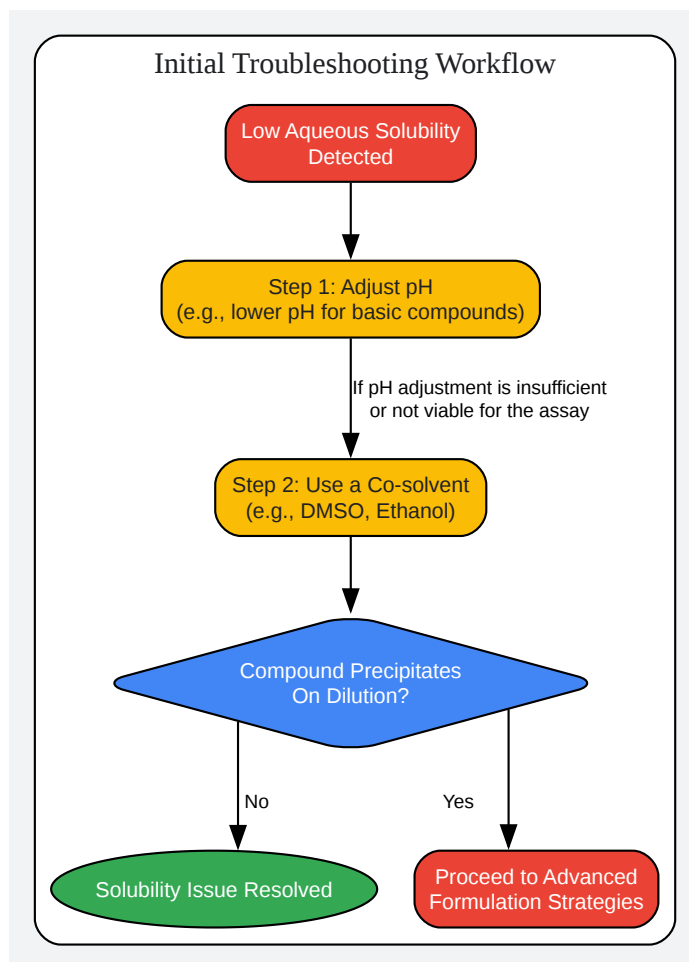 Initial Troubleshooting Workflow
Low Aqueous Solubility
Detected
Step 1: Adjust pH
(e.g., lower pH for basic compounds)
If pH adjustment is insufficient
or not viable for the assay
Step 2: Use a Co-solvent
(e.g., DMSO, Ethanol)
Compound Precipitates
On Dilution?
No
Yes
Solubility Issue Resolved
Proceed to Advanced
Formulation Strategies